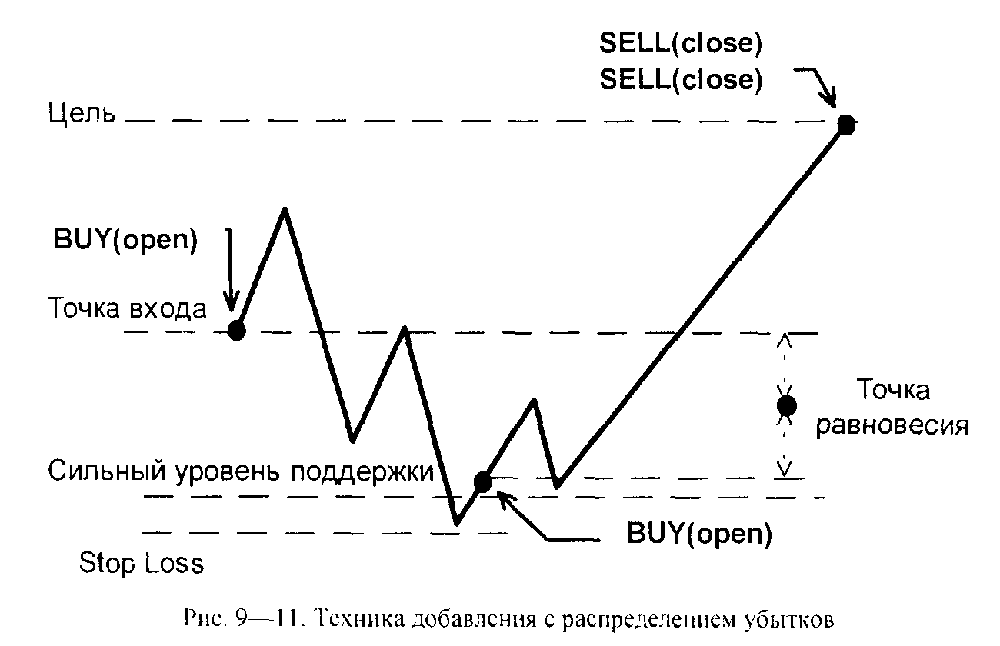 SELL(close)
SELL(close)
Цель
BUY(open)
Точка входа
Точка
равновесия
Сильный уровень поддержки
BUY(open)
Stop Loss
Рис. 9—11. Техника добавления с распределением убытков